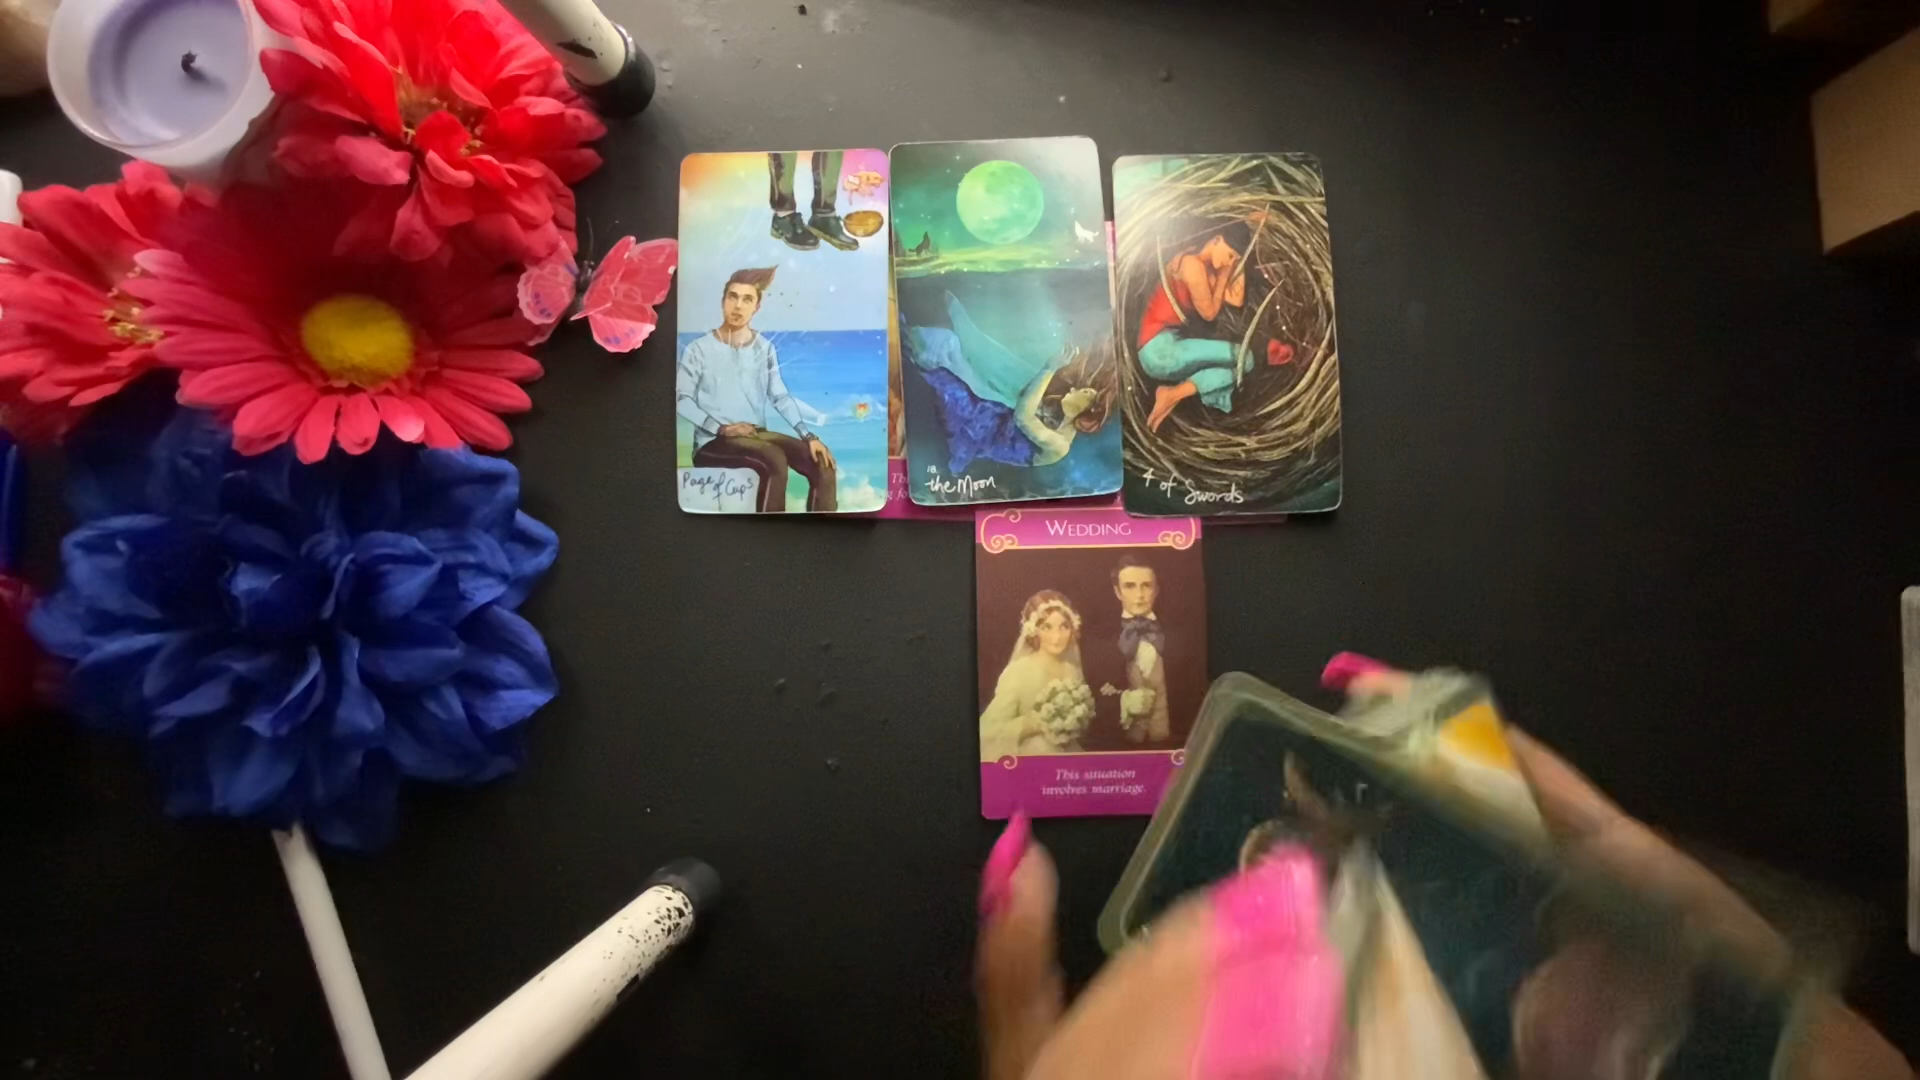 Page of Cups
18
the Moon
4 of Swords
WEDDING
This situation
involves marriage.